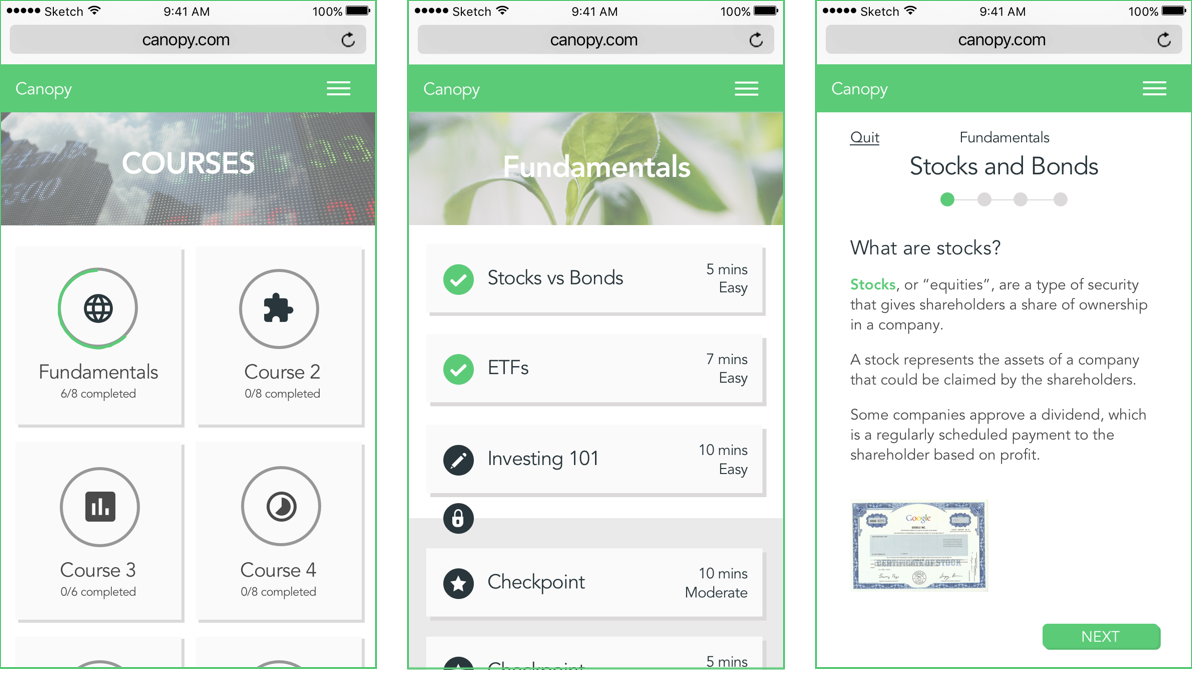 Sketch 9:41 AM 100%
canopy.com
Canopy
COURSES
Fundamentals
6/8 completed
Course 2
0/8 completed
Course 3
0/6 completed
Course 4
0/8 completed
Sketch 9:41 AM 100%
canopy.com
Canopy
Fundamentals
Stocks vs Bonds
5 mins
Easy
ETFs
7 mins
Easy
Investing 101
10 mins
Easy
Checkpoint
10 mins
Moderate
Checkpoint
5 mins
Sketch 9:41 AM 100%
canopy.com
Canopy
Quit
Fundamentals
Stocks and Bonds
What are stocks?
Stocks, or “equities”, are a type of security
that gives shareholders a share of ownership
in a company.
A stock represents the assets of a company
that could be claimed by the shareholders.
Some companies approve a dividend, which
is a regularly scheduled payment to the
shareholder based on profit.
Google
CERTIFICATE OF STOCK
NEXT